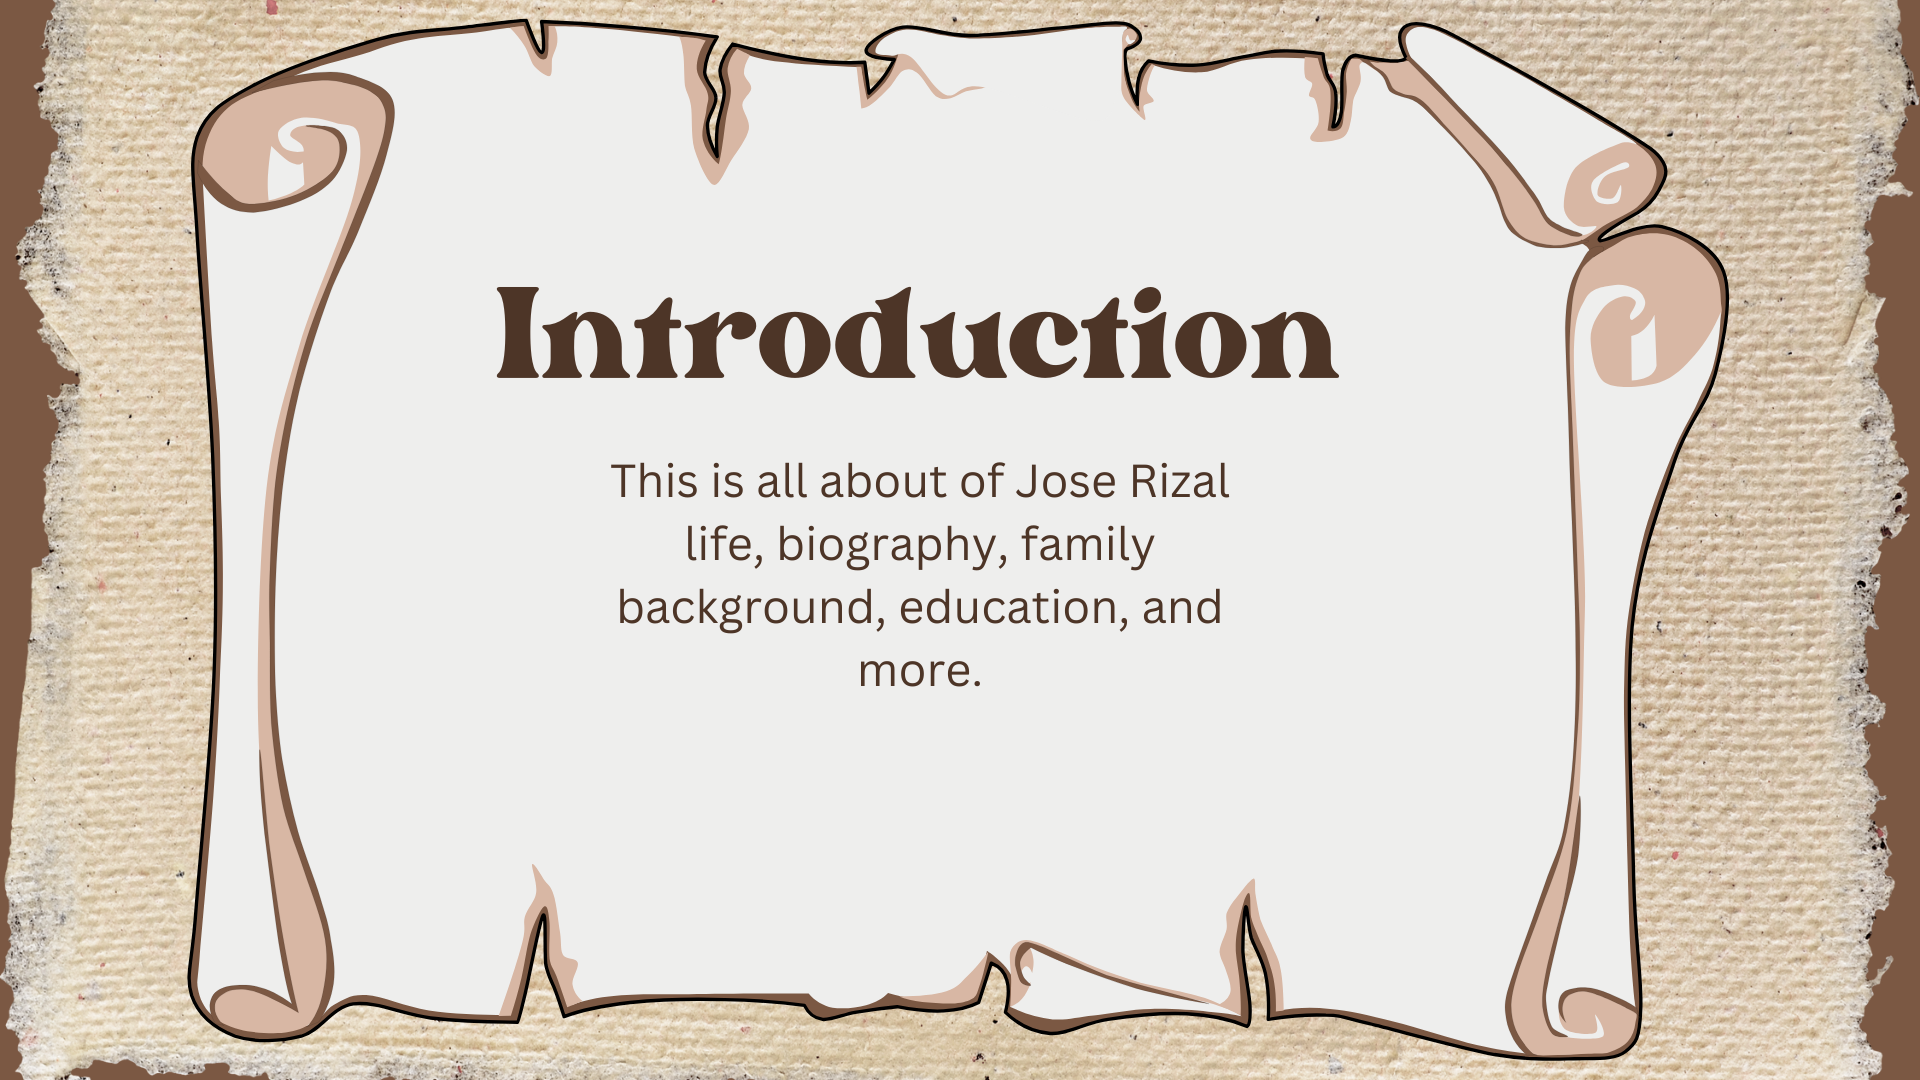 Introduction
This is all about of Jose Rizal
life, biography, family
background, education, and
more.